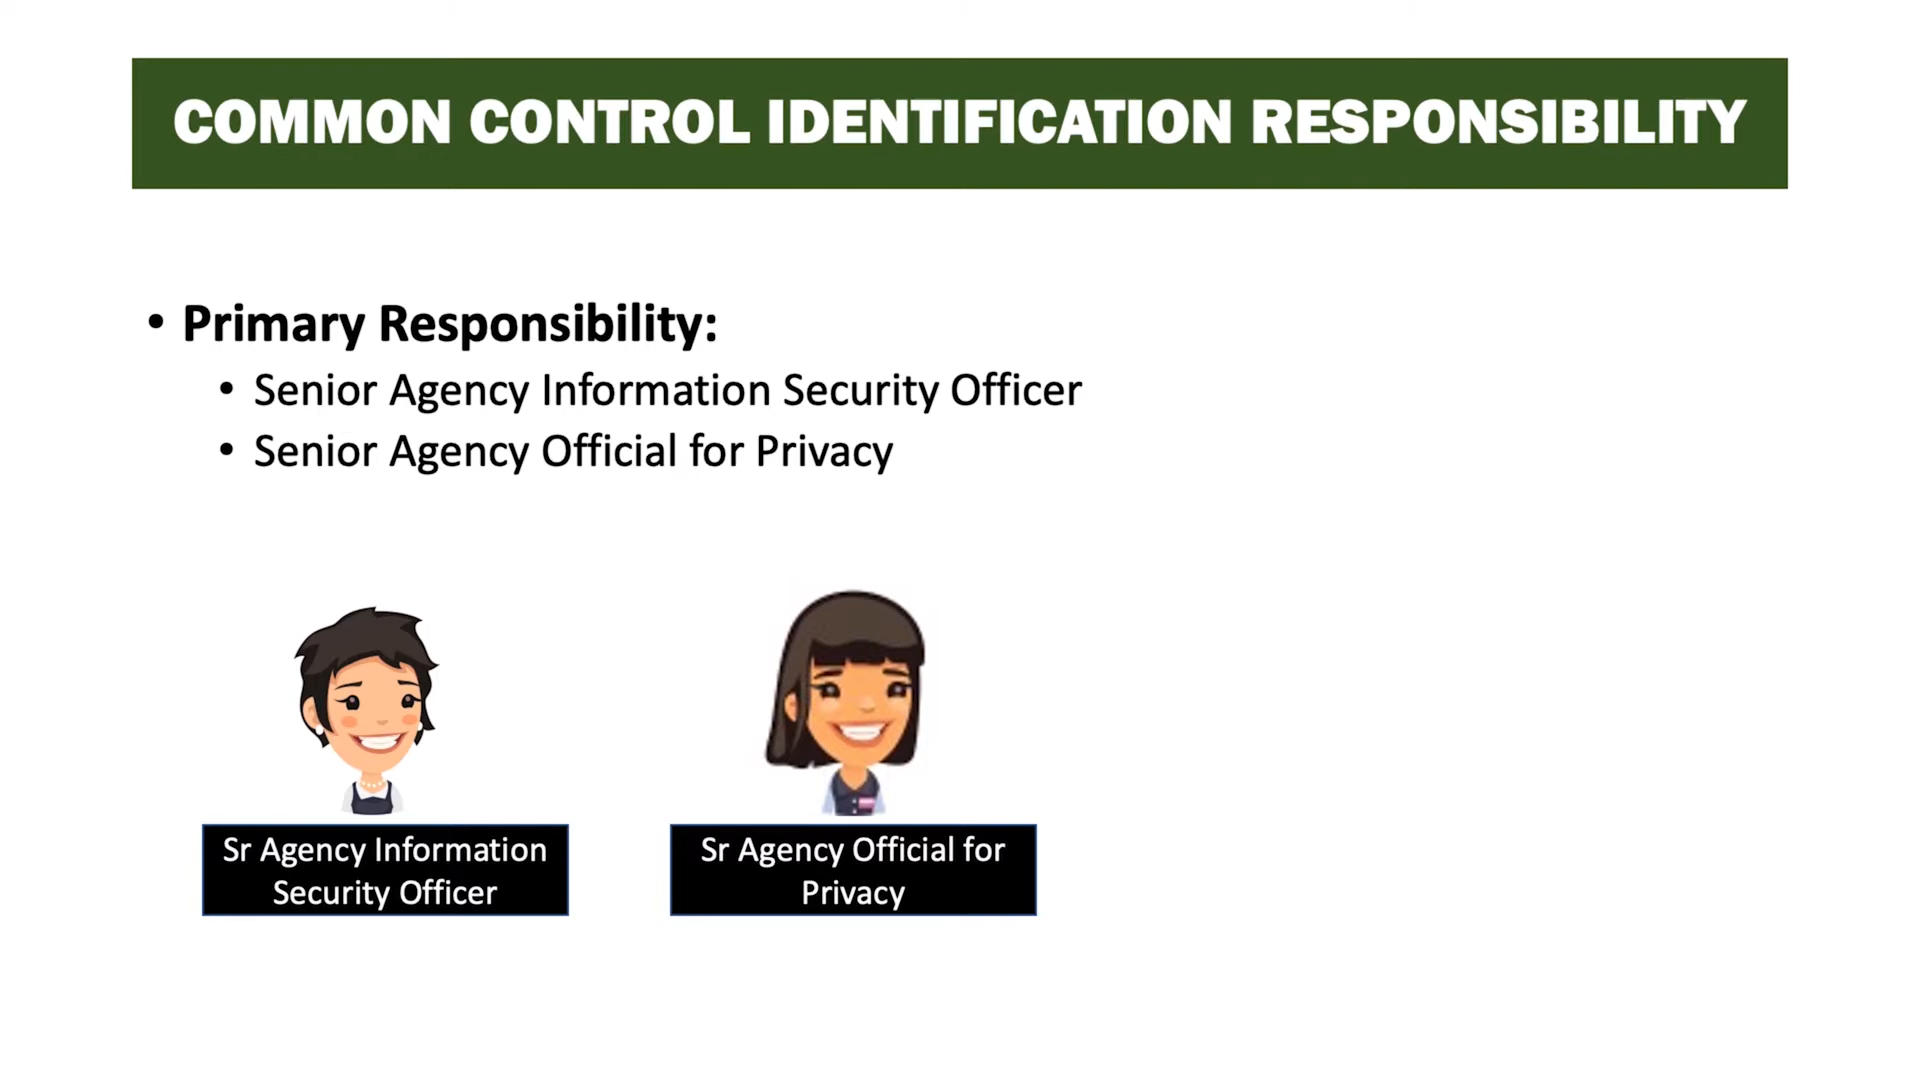 COMMON CONTROL IDENTIFICATION RESPONSIBILITY
• Primary Responsibility:
• Senior Agency Information Security Officer
• Senior Agency Official for Privacy
Sr Agency Information
Security Officer
Sr Agency Official for
Privacy